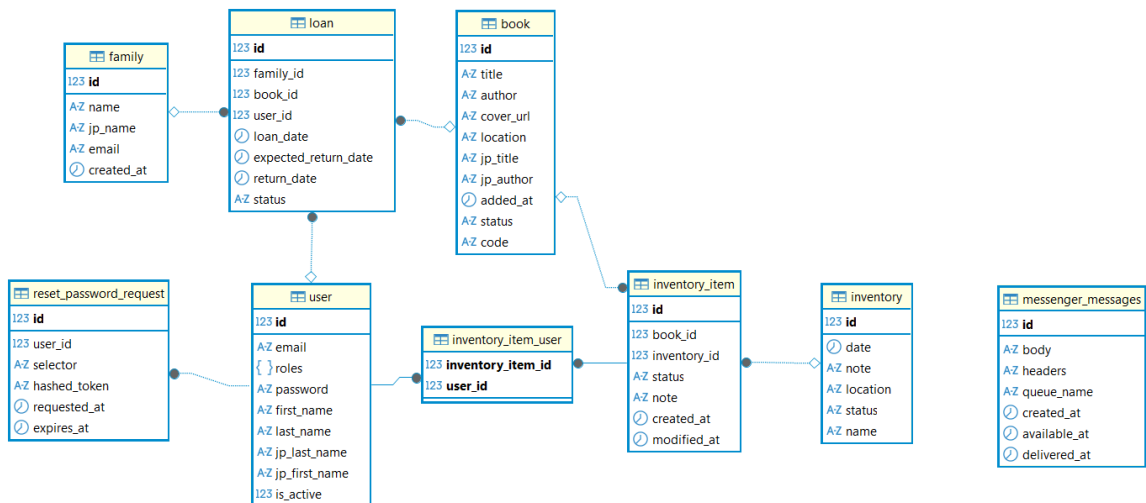 family
123 id
A-Z name
A-Z jp_name
A-Z email
created_at
loan
123 id
123 family_id
123 book_id
123 user_id
loan_date
expected_return_date
return_date
A-Z status
book
123 id
A-Z title
A-Z author
A-Z cover_url
A-Z location
A-Z jp_title
A-Z jp_author
added_at
A-Z status
A-Z code
reset_password_request
123 id
123 user_id
A-Z selector
A-Z hashed_token
requested_at
expires_at
user
123 id
A-Z email
{ } roles
A-Z password
A-Z first_name
A-Z last_name
A-Z jp_last_name
A-Z jp_first_name
123 is_active
inventory_item_user
123 inventory_item_id
123 user_id
inventory_item
123 id
123 book_id
123 inventory_id
A-Z status
A-Z note
created_at
modified_at
inventory
123 id
date
A-Z note
A-Z location
A-Z status
A-Z name
messenger_messages
123 id
A-Z body
A-Z headers
A-Z queue_name
created_at
available_at
delivered_at